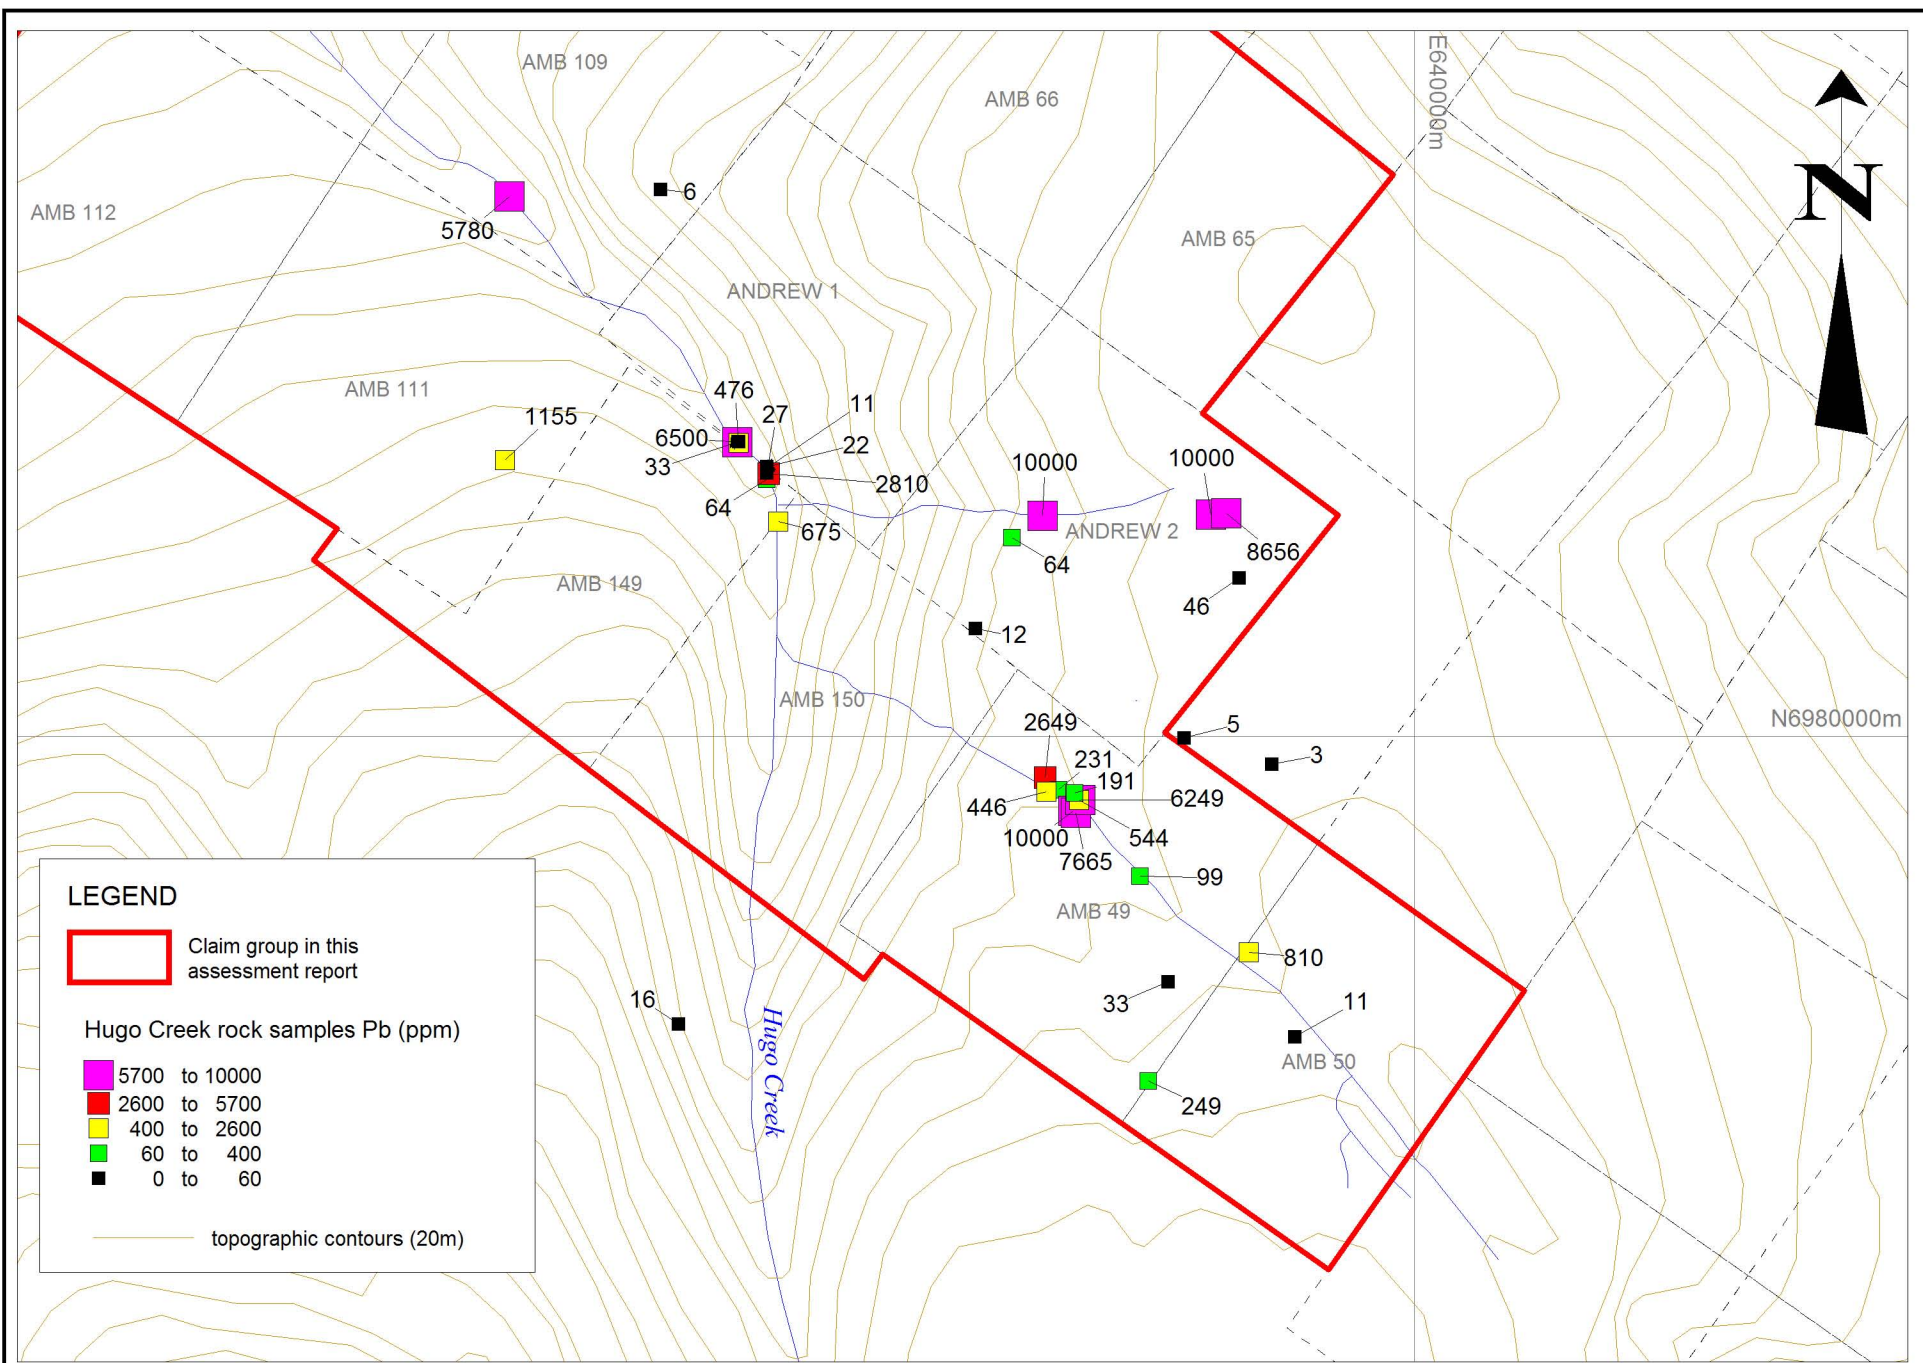 AMB 109
E640000m
AMB 66
N
6
AMB 112
5780
AMB 65
ANDREW 1
AMB 111
476
1155
27
11
6500
22
33
10000
10000
2810
64
675
ANDREW 2
8656
64
AMB 149
46
12
AMB 150
2649
5
N6980000m
231
3
191
446
6249
10000
544
7665
99
AMB 49
810
33
16
11
AMB 50
249
Hugo Creek
LEGEND
Claim group in this
assessment report
Hugo Creek rock samples Pb (ppm)
5700 to 10000
2600 to 5700
400 to 2600
60 to 400
0 to 60
topographic contours (20m)